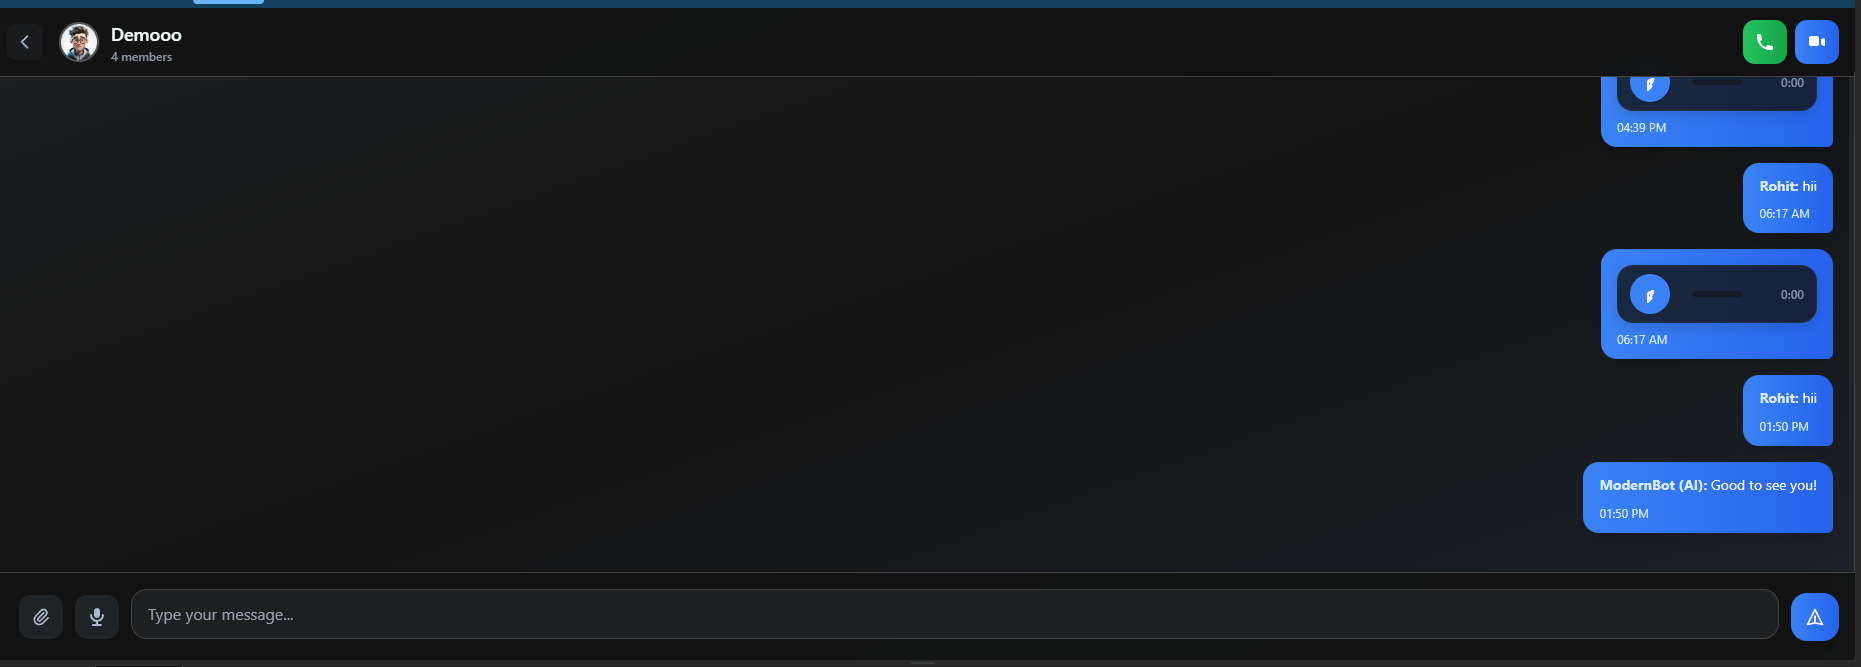 Demooo
4 members
0:00
04:39 PM
Rohit: hii
06:17 AM
0:00
06:17 AM
Rohit: hii
01:50 PM
ModernBot (AI): Good to see you!
01:50 PM
Type your message...